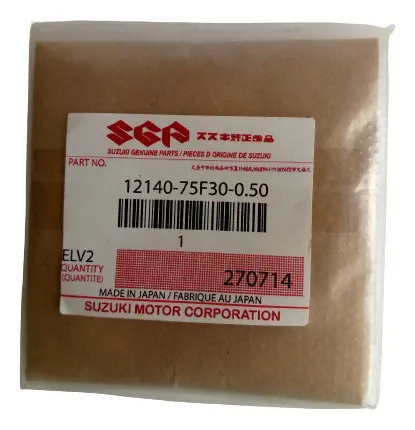 SGP スズキ純正部品
SUZUKI GENUINE PARTS / PIECES D ORIGINE DE SUZUKI
PART NO.
12140-75F30-0.50
1
ELV2
QUANTITY
(QUANTITE)
270714
MADE IN JAPAN / FABRIQUE AU JAPAN
SUZUKI MOTOR CORPORATION